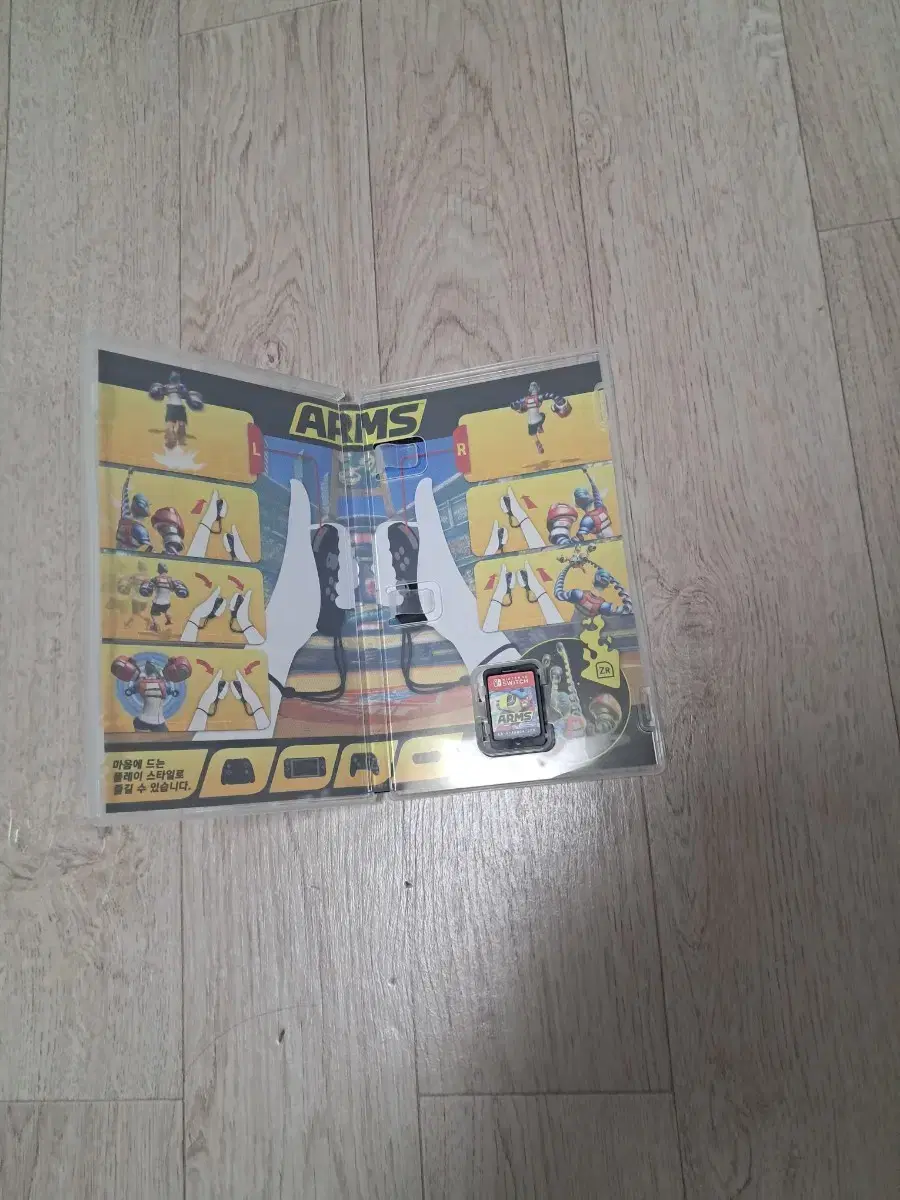 ARMS
L
R
ZR
NINTENDO
SWITCH
ARMS
마음에 드는
플레이 스타일로
즐길 수 있습니다.